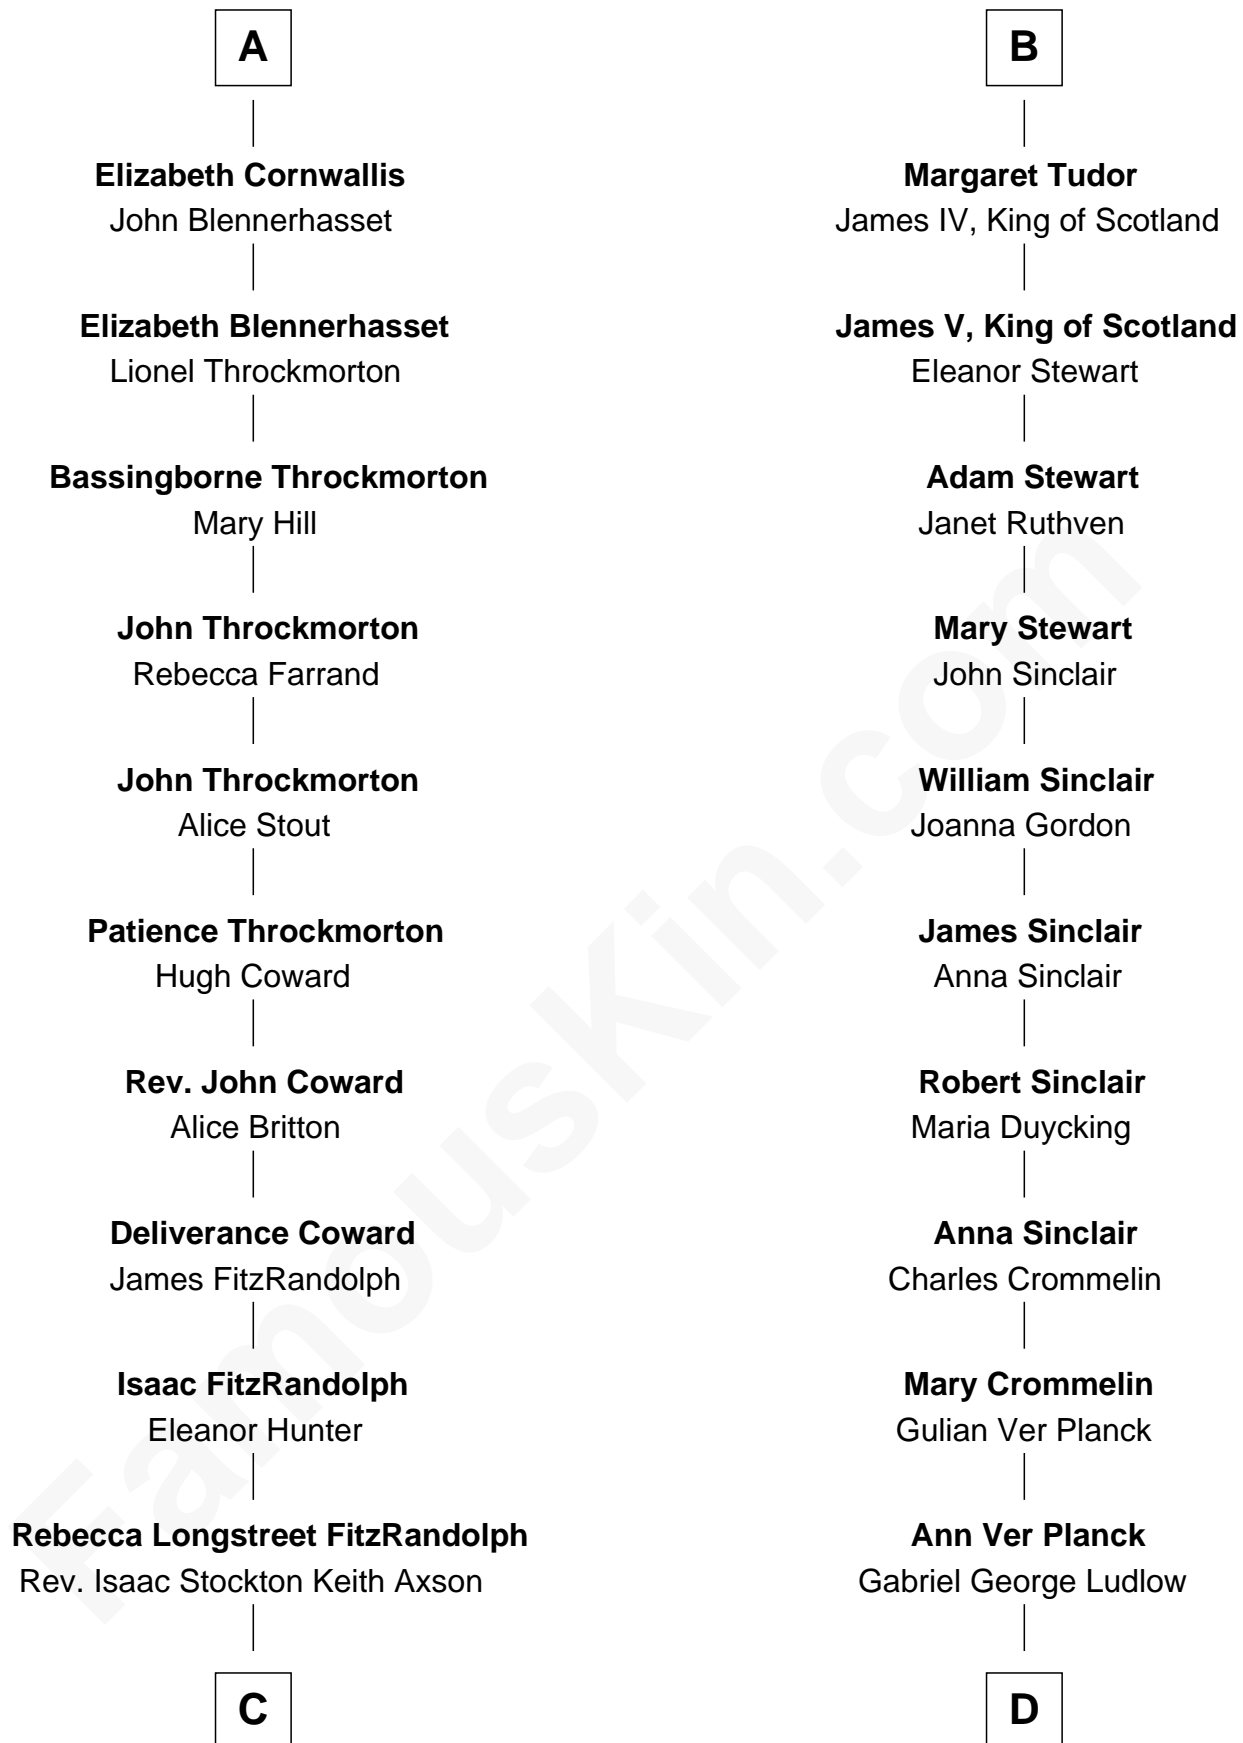 A
Elizabeth Cornwallis
John Blennerhasset
Elizabeth Blennerhasset
Lionel Throckmorton
Bassingborne Throckmorton
Mary Hill
John Throckmorton
Rebecca Farrand
John Throckmorton
Alice Stout
Patience Throckmorton
Hugh Coward
Rev. John Coward
Alice Britton
Deliverance Coward
James FitzRandolph
Isaac FitzRandolph
Eleanor Hunter
Rebecca Longstreet FitzRandolph
Rev. Isaac Stockton Keith Axson
C
B
Margaret Tudor
James IV, King of Scotland
James V, King of Scotland
Eleanor Stewart
Adam Stewart
Janet Ruthven
Mary Stewart
John Sinclair
William Sinclair
Joanna Gordon
James Sinclair
Anna Sinclair
Robert Sinclair
Maria Duycking
Anna Sinclair
Charles Crommelin
Mary Crommelin
Gulian Ver Planck
Ann Ver Planck
Gabriel George Ludlow
D
FamousKin.com